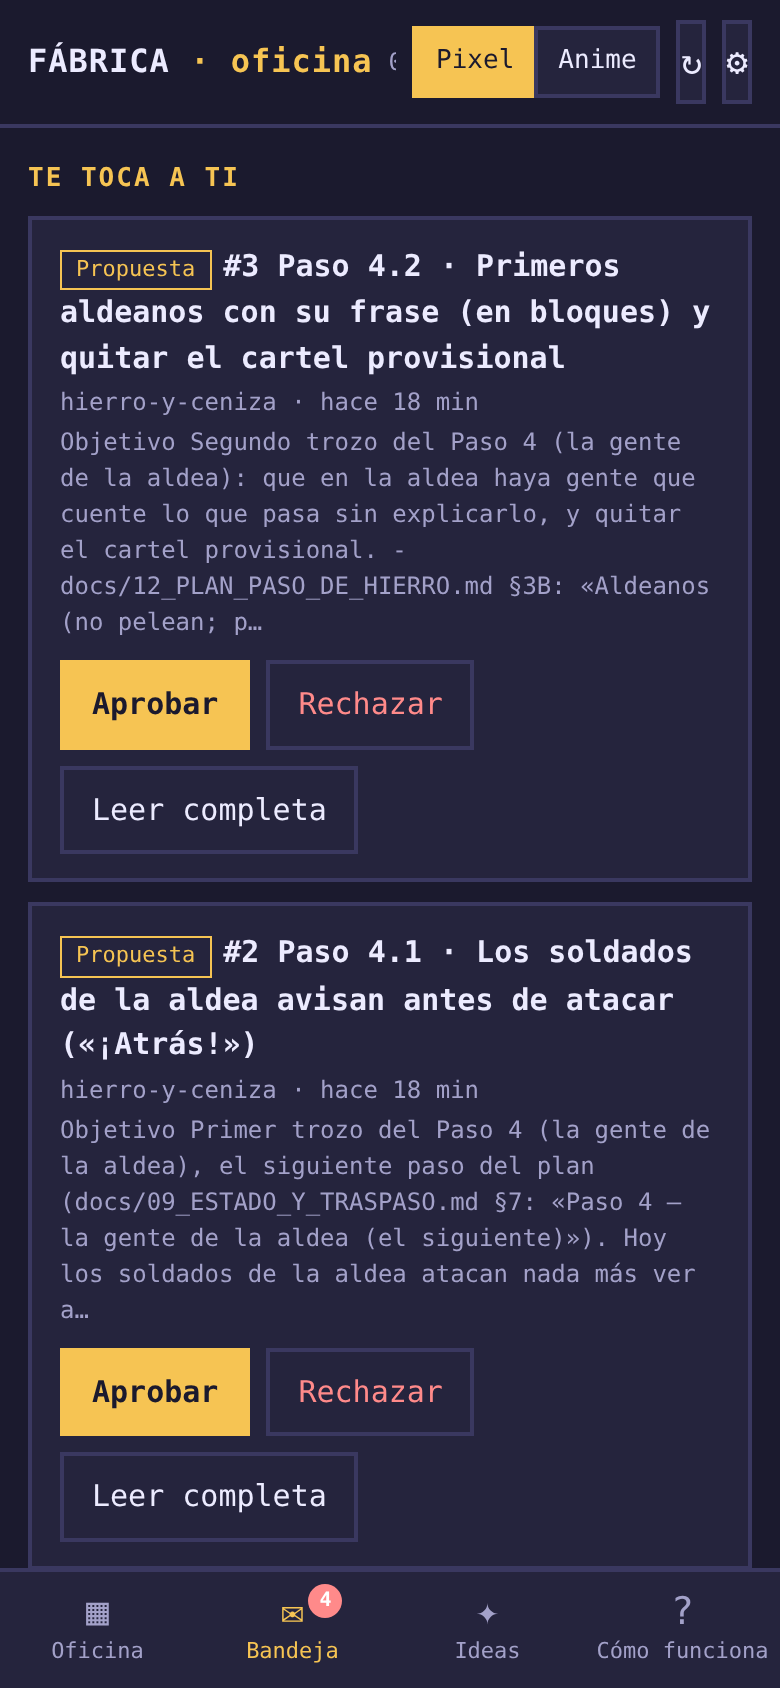 FÁBRICA · oficina Pixel Anime ↻ ⚙
TE TOCA A TI
Propuesta #3 Paso 4.2 · Primeros
aldeanos con su frase (en bloques) y
quitar el cartel provisional
hierro-y-ceniza · hace 18 min
Objetivo Segundo trozo del Paso 4 (la gente
de la aldea): que en la aldea haya gente que
cuente lo que pasa sin explicarlo, y quitar
el cartel provisional. -
docs/12_PLAN_PASO_DE_HIERRO.md §3B: «Aldeanos
(no pelean; p…
Aprobar Rechazar
Leer completa
Propuesta #2 Paso 4.1 · Los soldados
de la aldea avisan antes de atacar
(«¡Atrás!»)
hierro-y-ceniza · hace 18 min
Objetivo Primer trozo del Paso 4 (la gente de
la aldea), el siguiente paso del plan
(docs/09_ESTADO_Y_TRASPASO.md §7: «Paso 4 —
la gente de la aldea (el siguiente)»). Hoy
los soldados de la aldea atacan nada más ver
a…
Aprobar Rechazar
Leer completa
4
Oficina Bandeja Ideas Cómo funciona